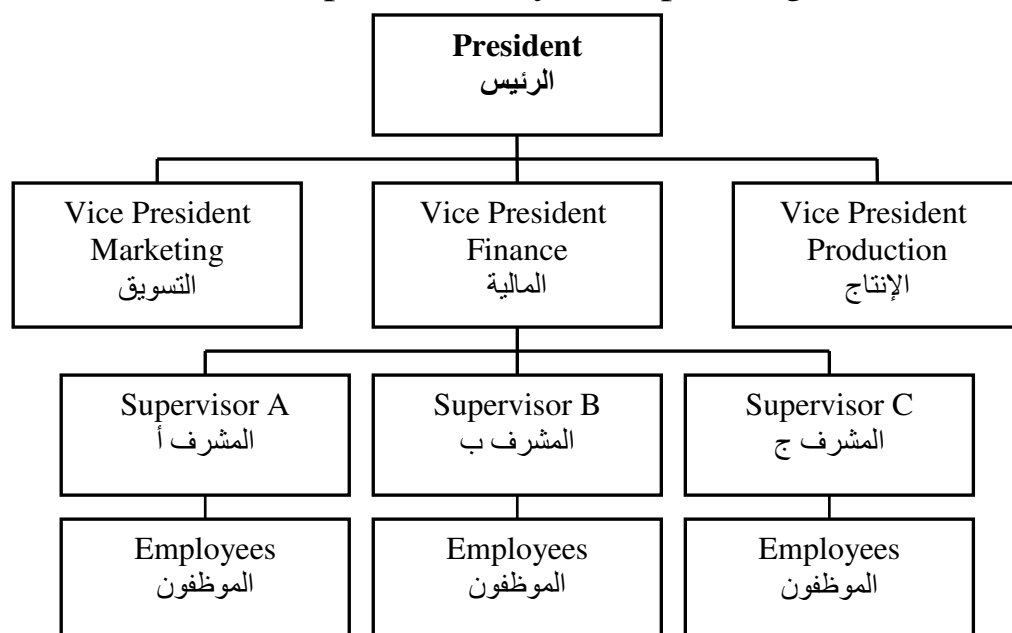 President
الرئيس
Vice President
Marketing
التسويق
Vice President
Finance
المالية
Vice President
Production
الإنتاج
Supervisor A
المشرف أ
Supervisor B
المشرف ب
Supervisor C
المشرف ج
Employees
الموظفون
Employees
الموظفون
Employees
الموظفون